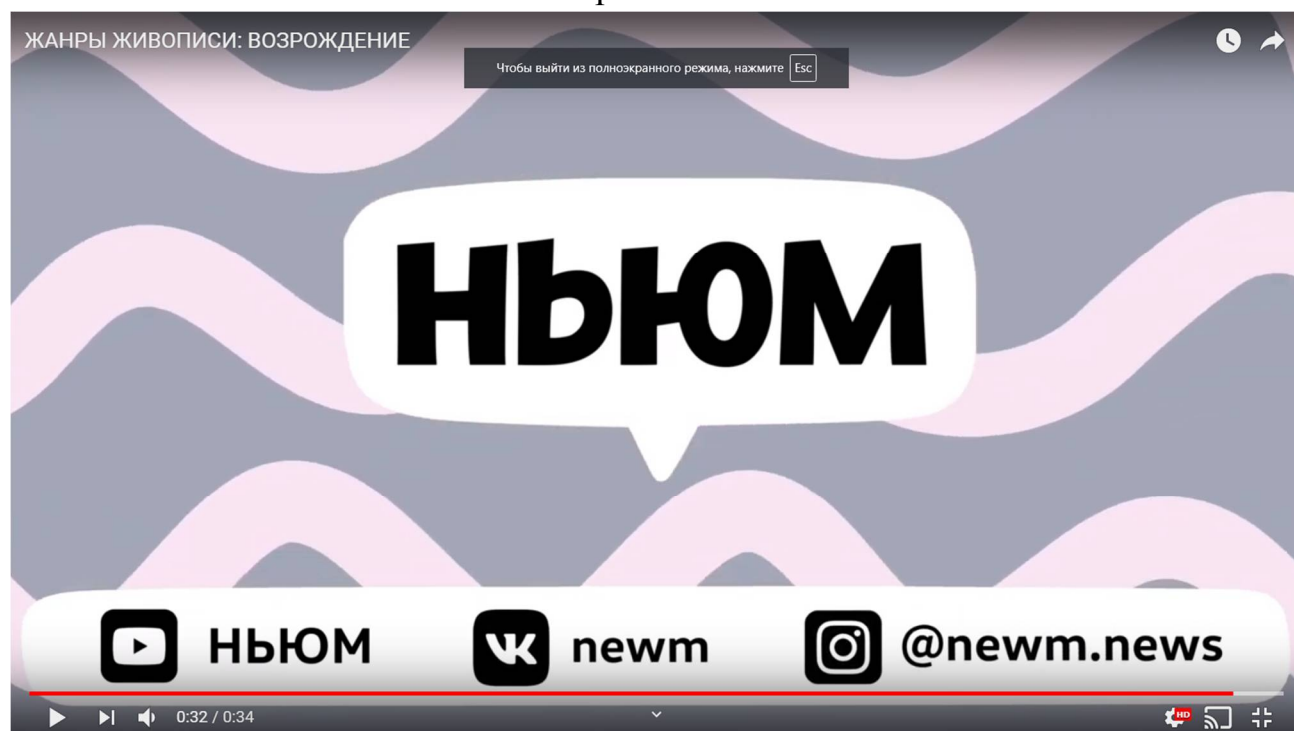 ЖАНРЫ ЖИВОПИСИ: ВОЗРОЖДЕНИЕ
Чтобы выйти из полноэкранного режима, нажмите Esc
НЬЮМ
НЬЮМ
newm
@newm.news
0:32 / 0:34
HD